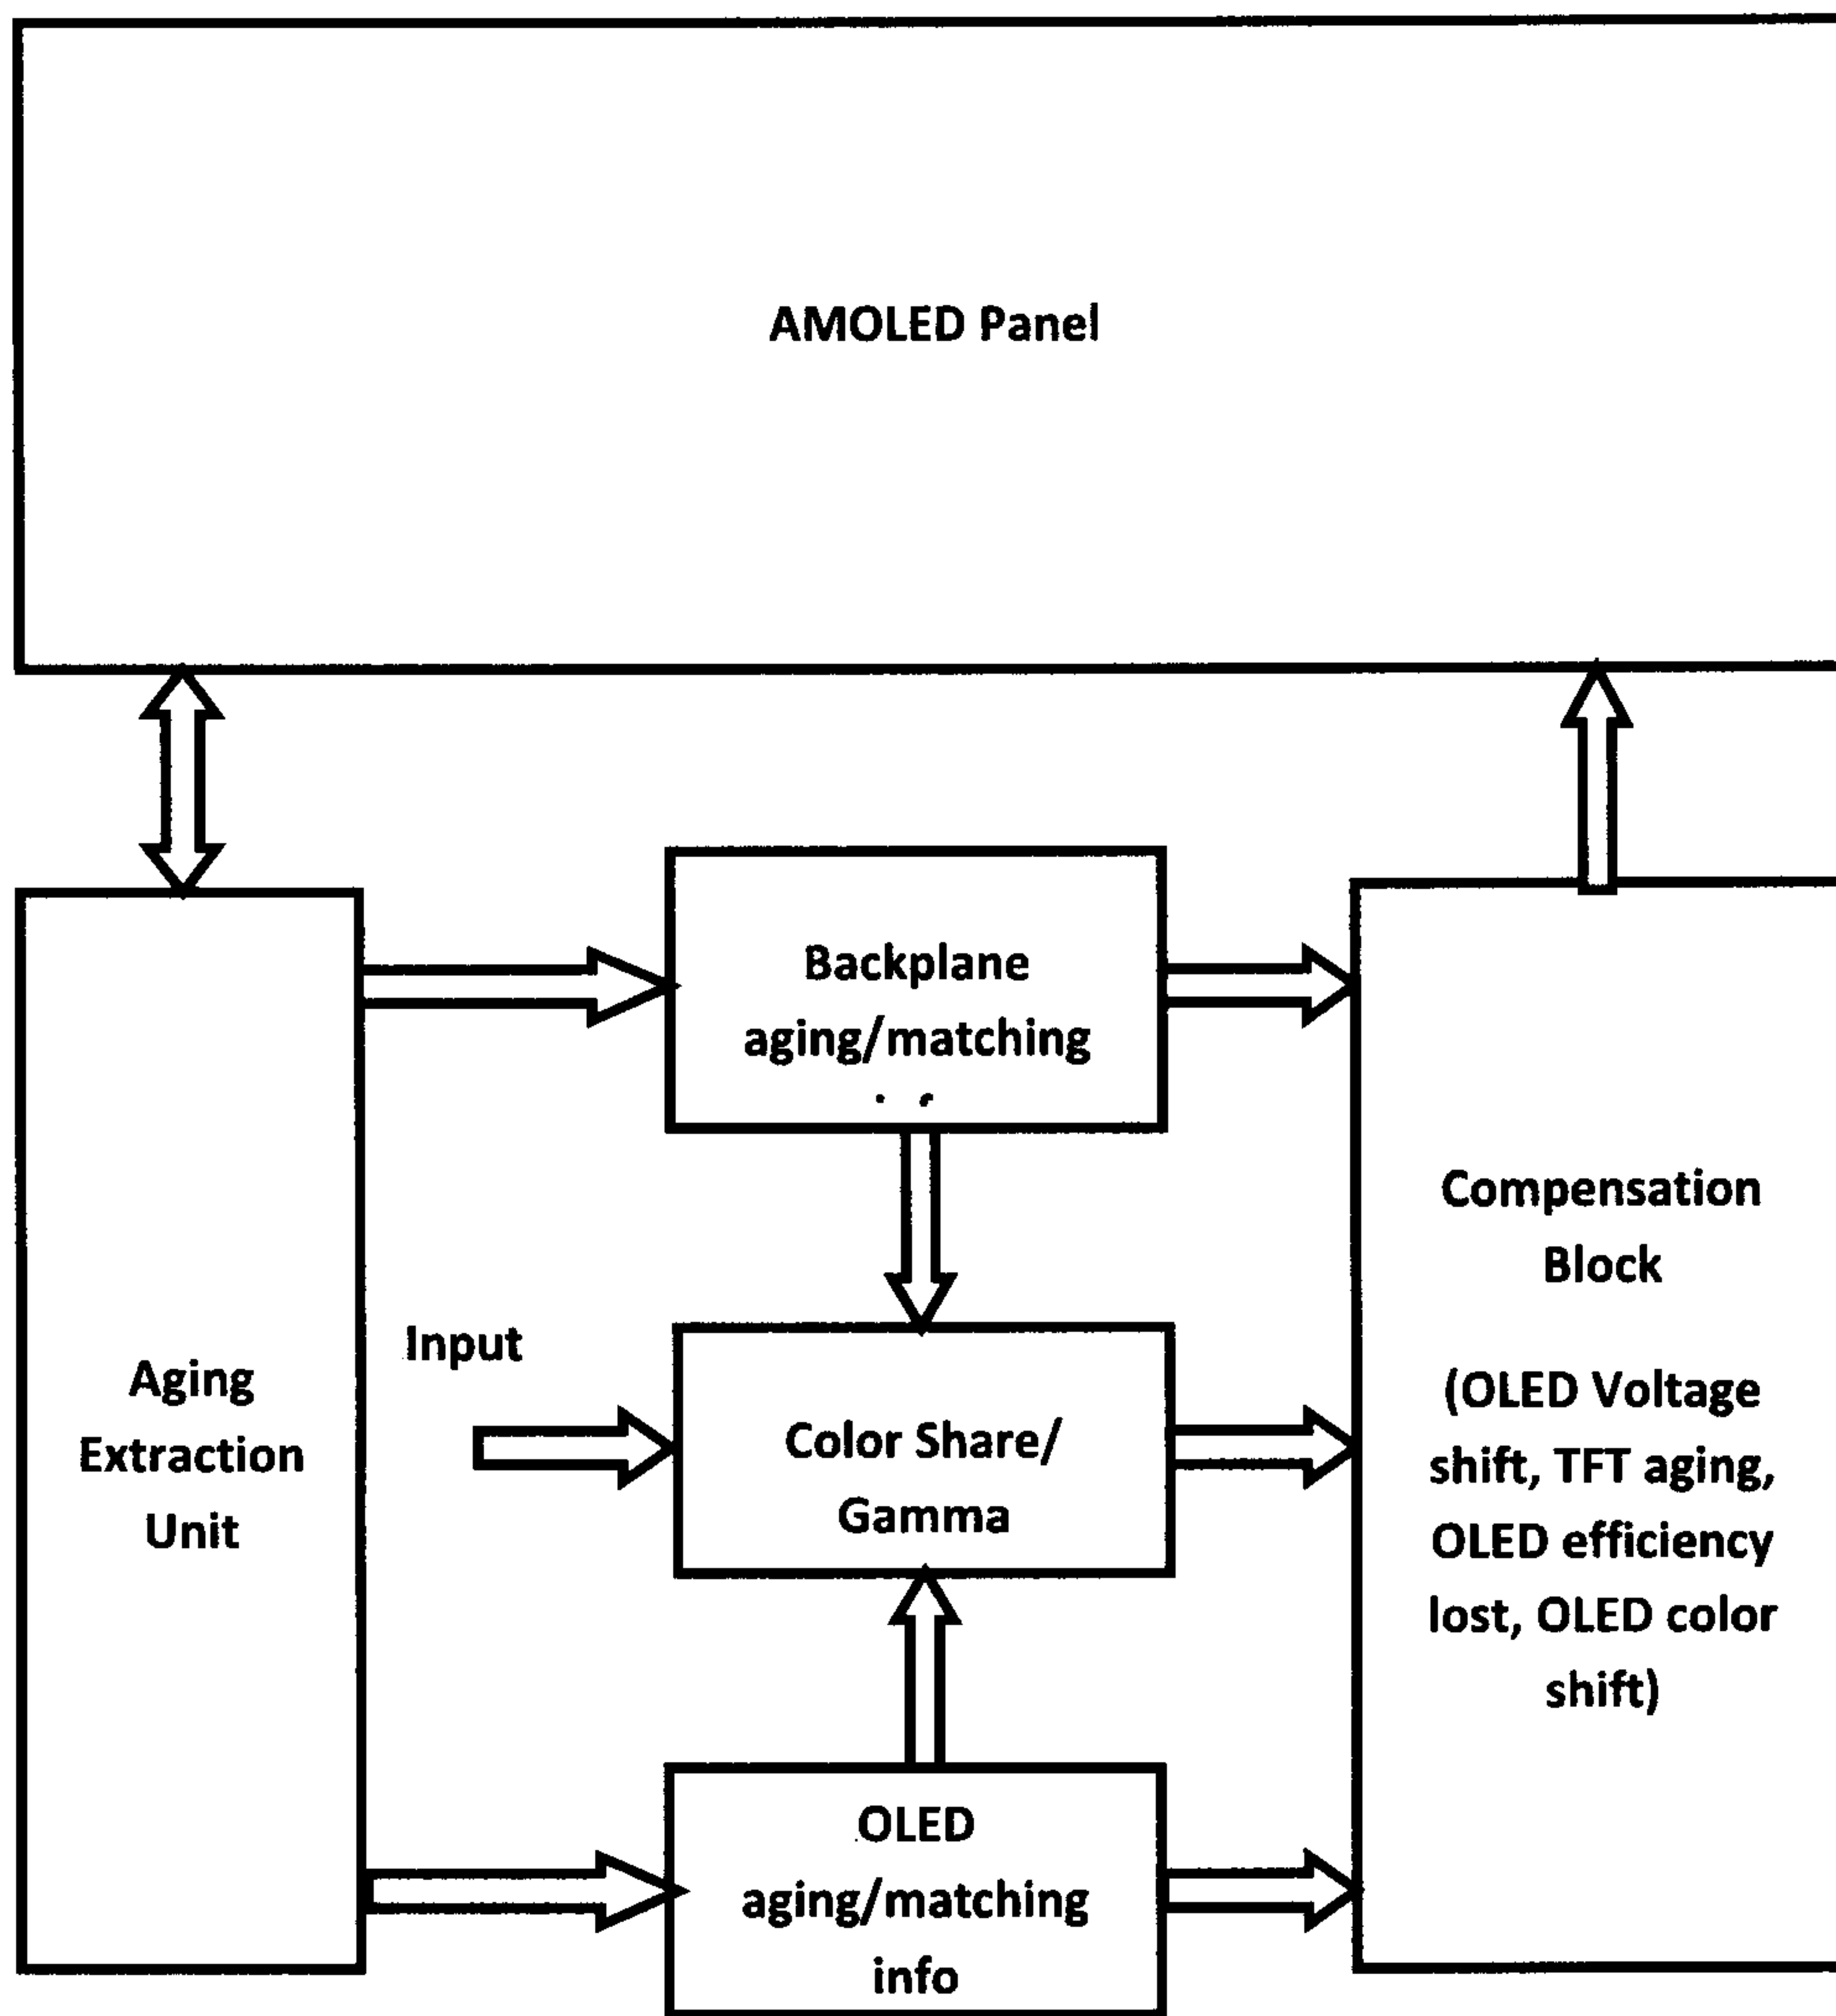 AMOLED Panel
Backplane
aging/matching
Compensation
Block
(OLED Voltage
shift, TFT aging,
OLED efficiency
lost, OLED color
shift)
Input
Aging
Extraction
Unit
Color Share/
Gamma
OLED
aging/matching
info